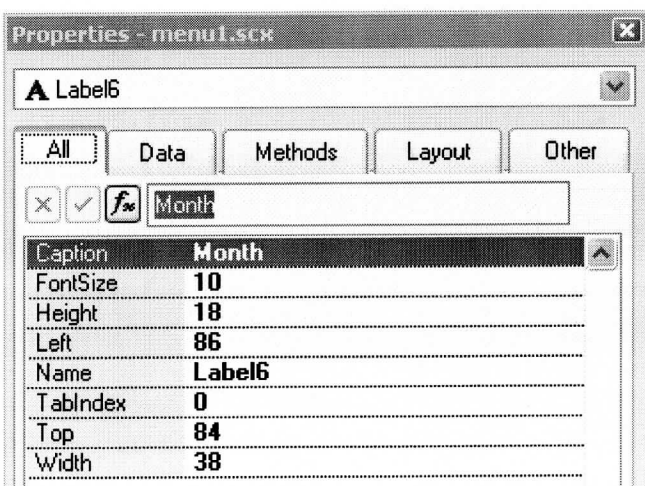 Properties - menu1.scx
A Label6
All Data Methods Layout Other
fx Month
Caption Month
FontSize 10
Height 18
Left 86
Name Label6
TabIndex 0
Top 84
Width 38